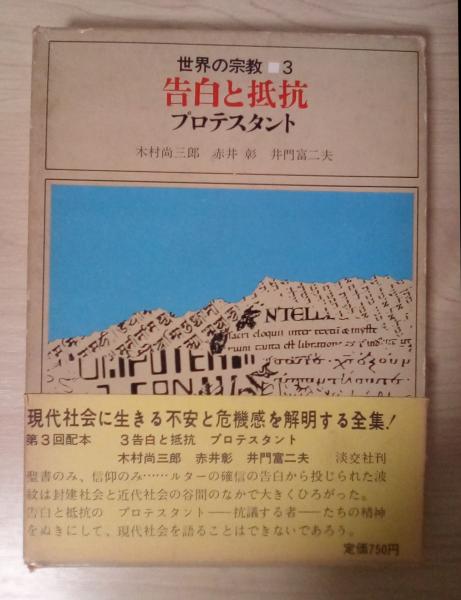 世界の宗教■3
告白と抵抗
プロテスタント
木村尚三郎 赤井 彰 井門富二夫
NTELLE
sacri eloquii inter
現代社会に生きる不安と危機感を解明する全集!
第3回配本 3告白と抵抗 プロテスタント
木村尚三郎 赤井彰 井門富二夫 淡交社刊
聖書のみ、信仰のみ……ルターの確信の告白から投じられた波
紋は封建社会と近代社会の谷間のなかで大きくひろがった。
告白と抵抗の プロテスタント――抗議する者――たちの精神
をぬきにして、現代社会を語ることはできないであろう。
定価750円